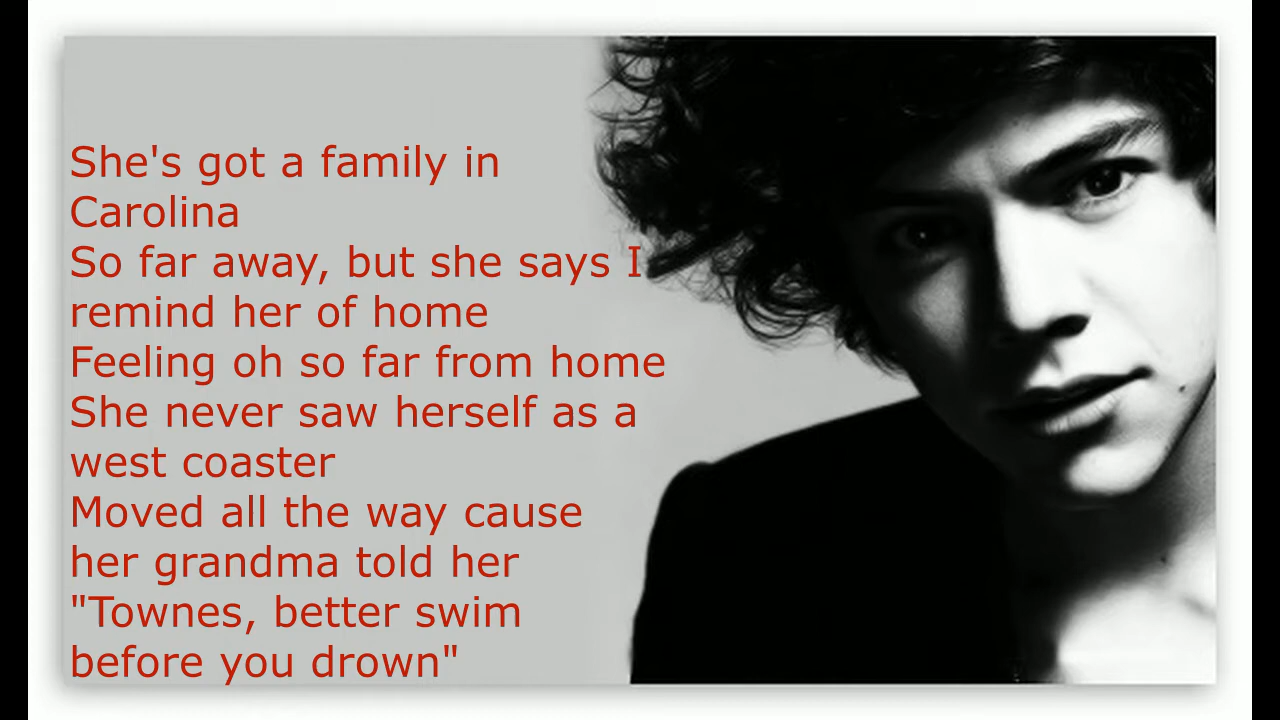 She's got a family in
Carolina
So far away, but she says I
remind her of home
Feeling oh so far from home
She never saw herself as a
west coaster
Moved all the way cause
her grandma told her
"Townes, better swim
before you drown"